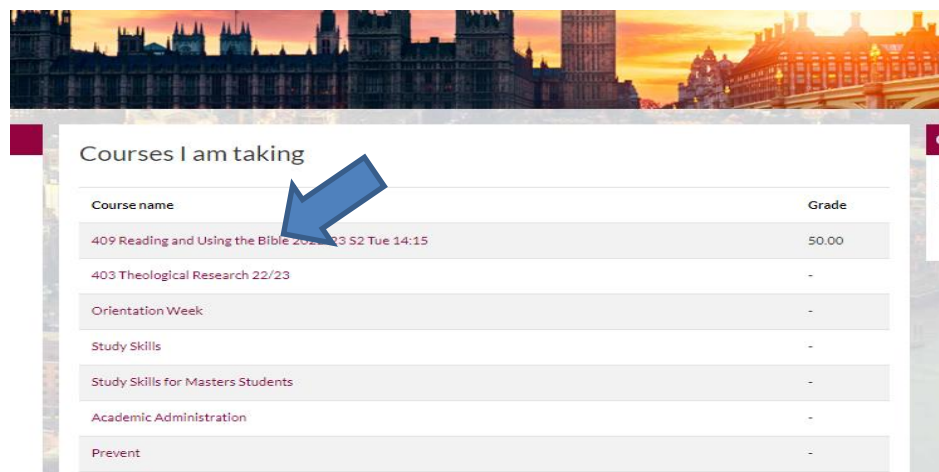 Courses I am taking
Course name Grade
409 Reading and Using the Bible 23 S2 Tue 14:15 50.00
403 Theological Research 22/23 -
Orientation Week -
Study Skills -
Study Skills for Masters Students -
Academic Administration -
Prevent -